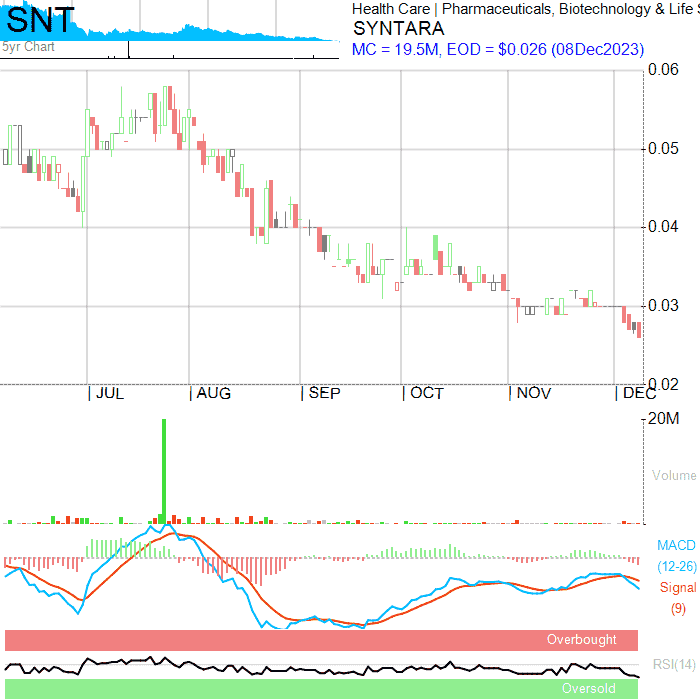 SNT
5yr Chart
Health Care | Pharmaceuticals, Biotechnology & Life S
SYNTARA
MC = 19.5M, EOD = $0.026 (08Dec2023)
0.06
0.05
0.04
0.03
0.02
| JUL | AUG | SEP | OCT | NOV | DEC
20M
Volume
MACD
(12-26)
Signal
(9)
Overbought
RSI(14)
Oversold